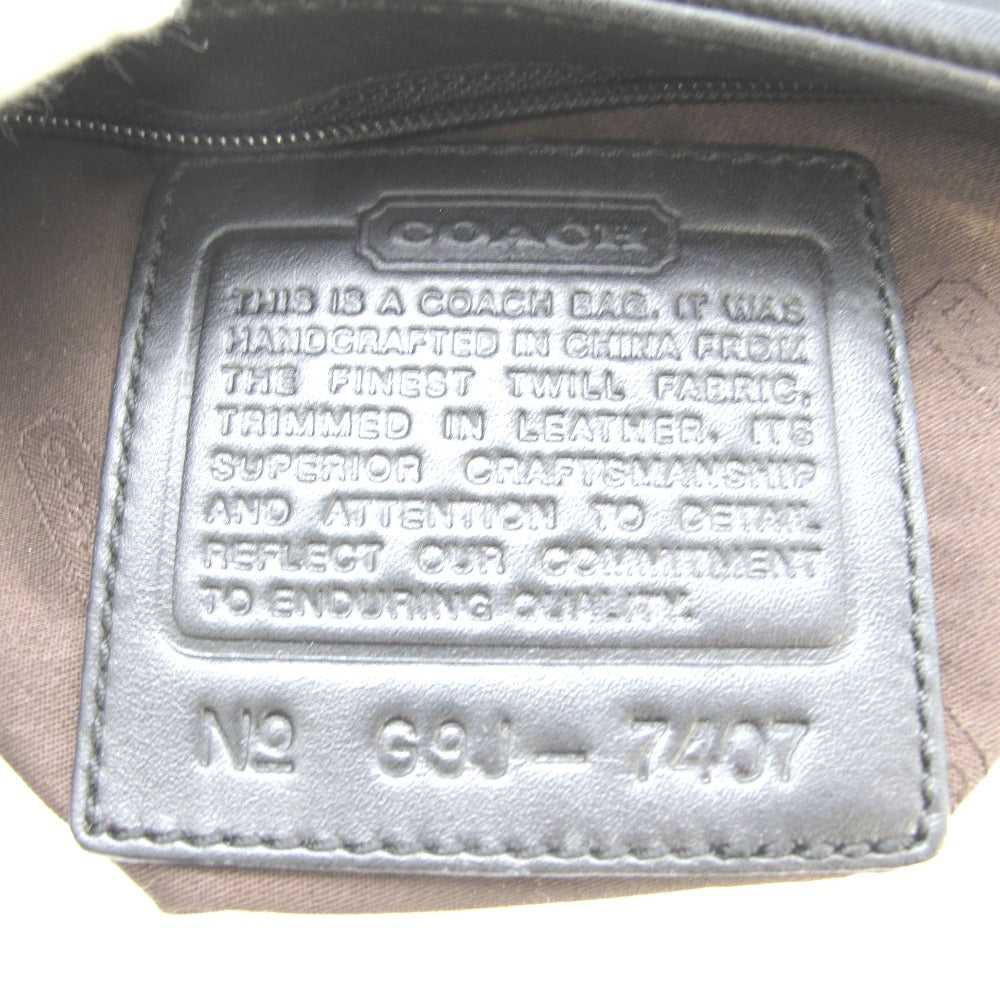 COACH
THIS IS A COACH BAG. IT WAS
HANDCRAFTED IN CHINA FROM
THE FINEST TWILL FABRIC,
TRIMMED IN LEATHER. ITS
SUPERIOR CRAFTSMANSHIP
AND ATTENTION TO DETAIL
REFLECT OUR COMMITMENT
TO ENDURING QUALITY.
Nº G9J-7407